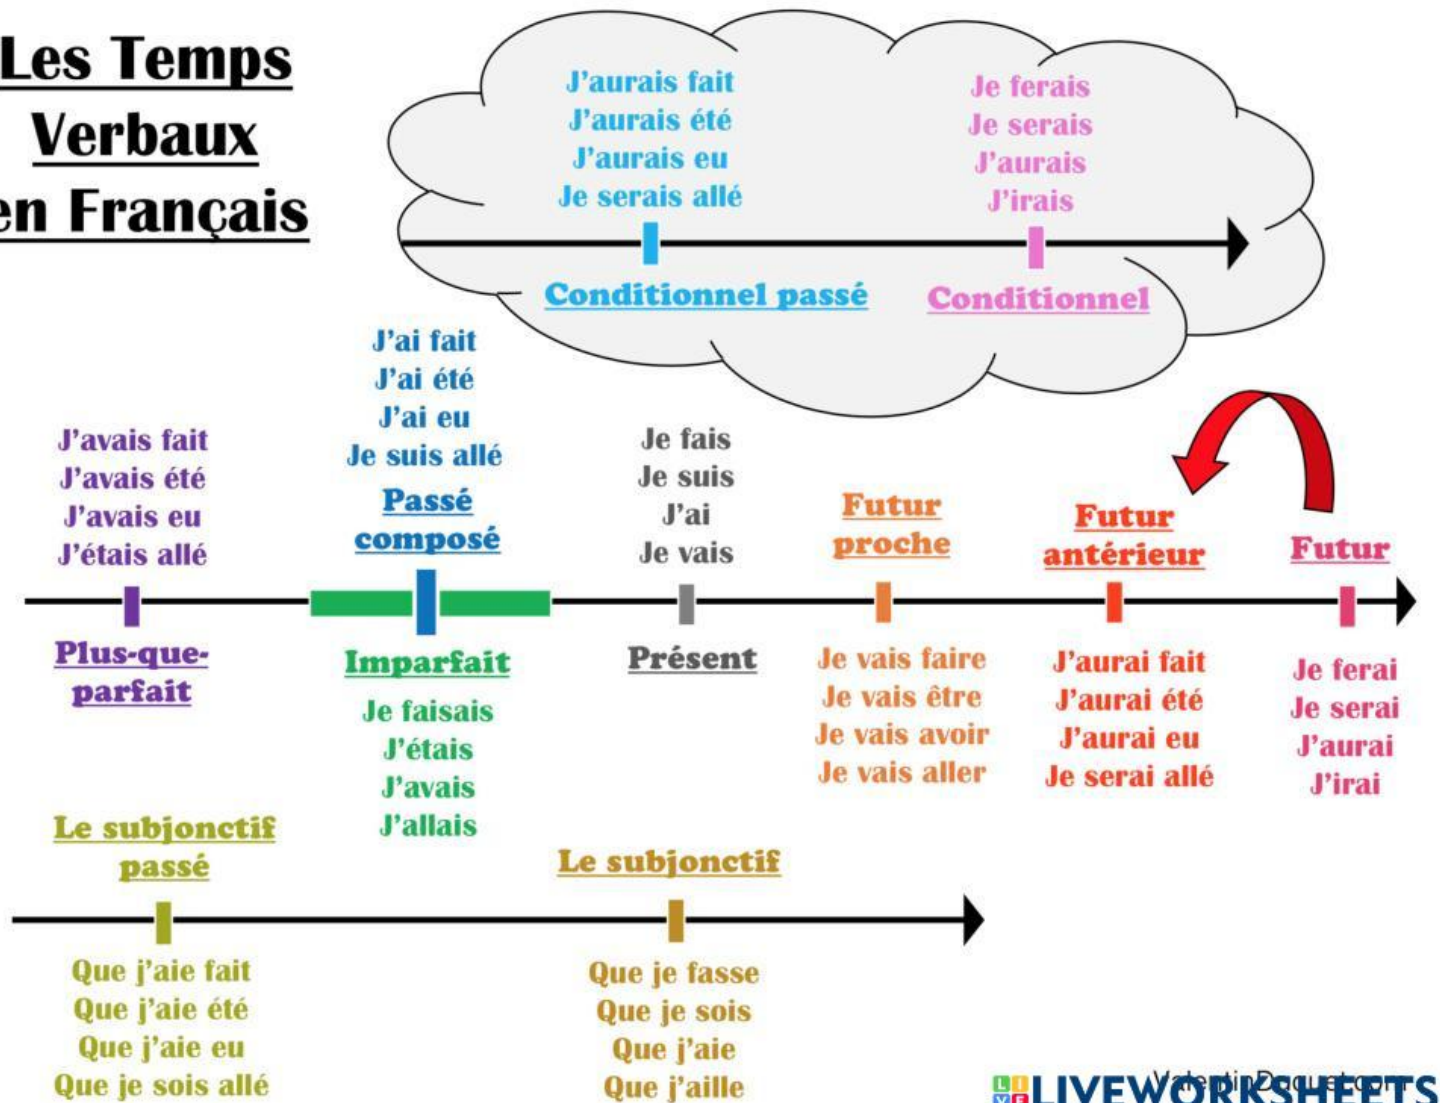 Les Temps
Verbaux
en Français
J'aurais fait
J'aurais été
J'aurais eu
Je serais allé
Conditionnel passé
Je ferais
Je serais
J'aurais
J'irais
Conditionnel
J'avais fait
J'avais été
J'avais eu
J'étais allé
Plus-que-
parfait
J'ai fait
J'ai été
J'ai eu
Je suis allé
Passé
composé
Imparfait
Je faisais
J'étais
J'avais
J'allais
Je fais
Je suis
J'ai
Je vais
Présent
Futur
proche
Je vais faire
Je vais être
Je vais avoir
Je vais aller
Futur
antérieur
J'aurai fait
J'aurai été
J'aurai eu
Je serai allé
Futur
Je ferai
Je serai
J'aurai
J'irai
Le subjonctif
passé
Que j'aie fait
Que j'aie été
Que j'aie eu
Que je sois allé
Le subjonctif
Que je fasse
Que je sois
Que j'aie
Que j'aille
LIVEWORKSHEETS